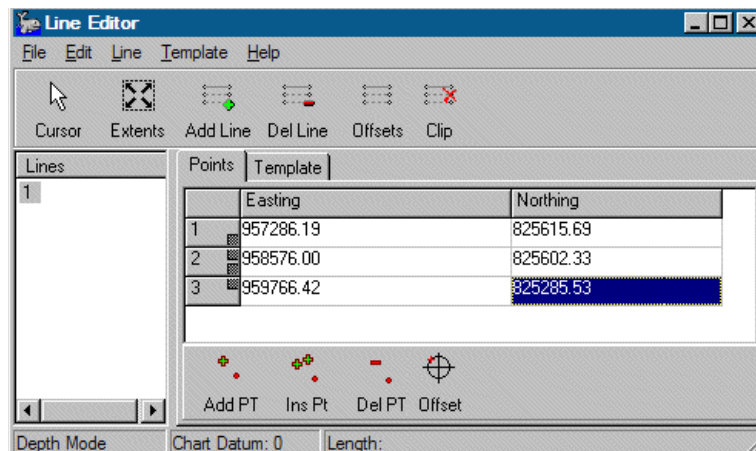 Line Editor
File Edit Line Template Help
Cursor Extents Add Line Del Line Offsets Clip
Lines
1
Points Template
Easting Northing
1 957286.19 825615.69
2 958576.00 825602.33
3 959766.42 825285.53
Add PT Ins Pt Del PT Offset
Depth Mode Chart Datum: 0 Length: